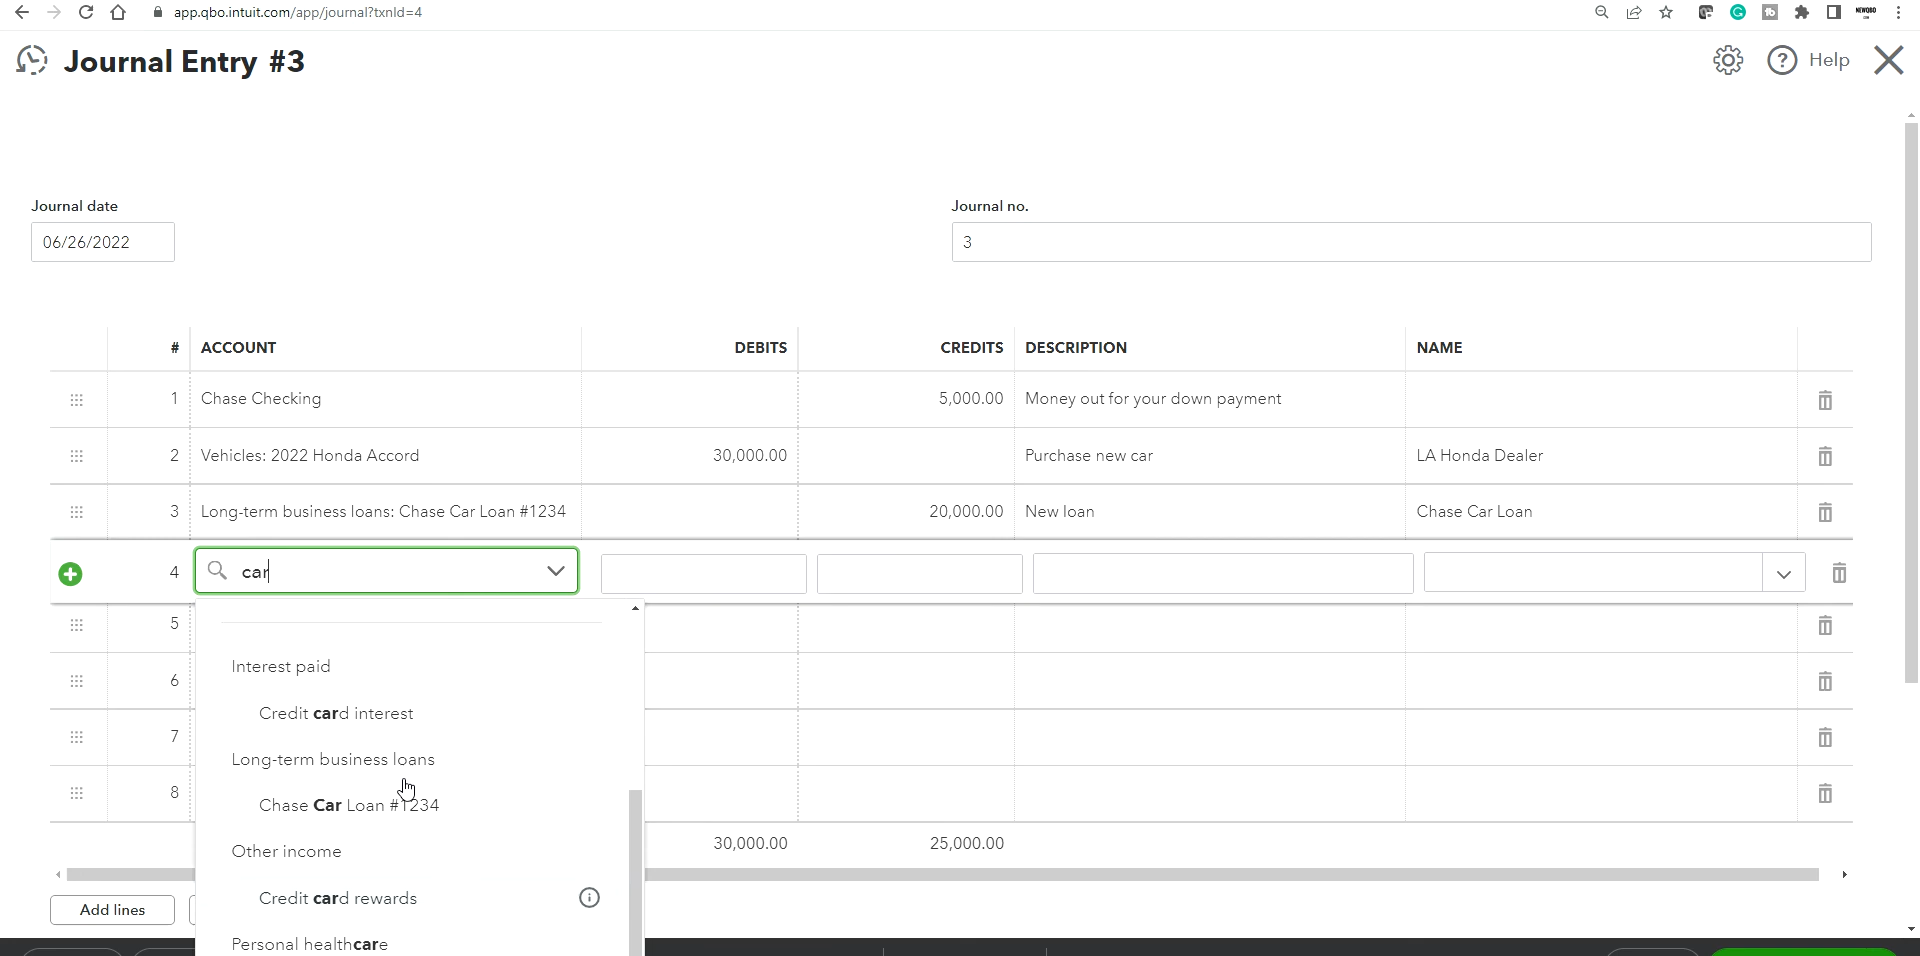 app.qbo.intuit.com/app/journal?txnId=4
Journal Entry #3
Help
Journal date
Journal no.
06/26/2022
3
# ACCOUNT DEBITS CREDITS DESCRIPTION NAME
1 Chase Checking 5,000.00 Money out for your down payment
2 Vehicles: 2022 Honda Accord 30,000.00 Purchase new car LA Honda Dealer
3 Long-term business loans: Chase Car Loan #1234 20,000.00 New loan Chase Car Loan
4 car
5
Interest paid
6
Credit card interest
7
Long-term business loans
8
Chase Car Loan #1234
30,000.00 25,000.00
Other income
Credit card rewards
Add lines
Personal healthcare